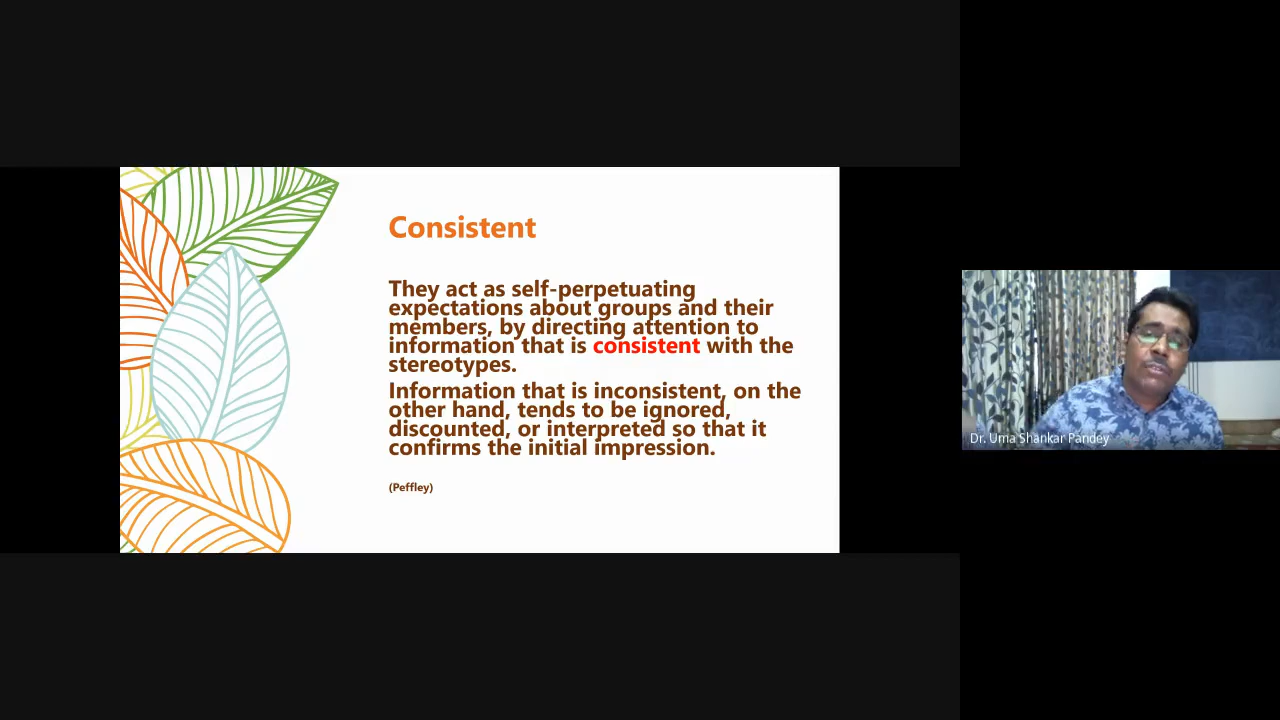 Consistent
They act as self-perpetuating
expectations about groups and their
members, by directing attention to
information that is consistent with the
stereotypes.
Information that is inconsistent, on the
other hand, tends to be ignored,
discounted, or interpreted so that it
confirms the initial impression.
(Peffley)
Dr. Uma Shankar Pandey